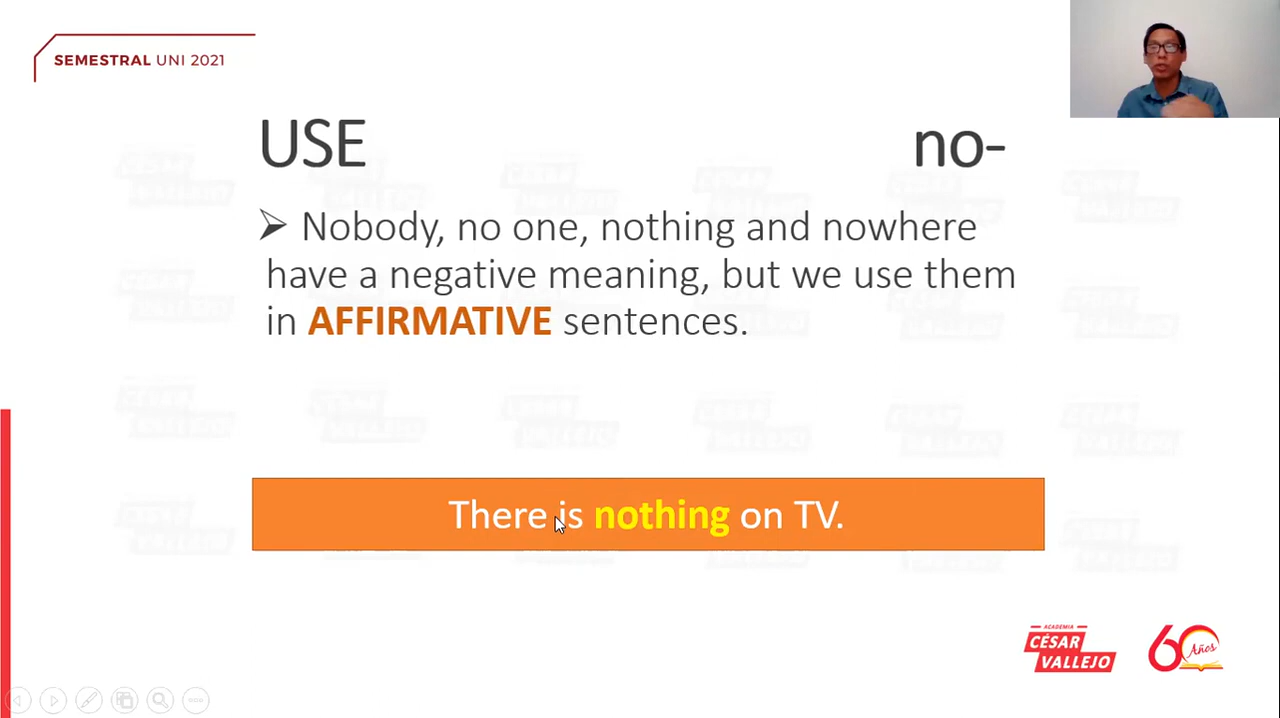 SEMESTRAL UNI 2021
USE no-
Nobody, no one, nothing and nowhere
have a negative meaning, but we use them
in AFFIRMATIVE sentences.
There is nothing on TV.
ACADEMIA
CÉSAR
VALLEJO
60 Años